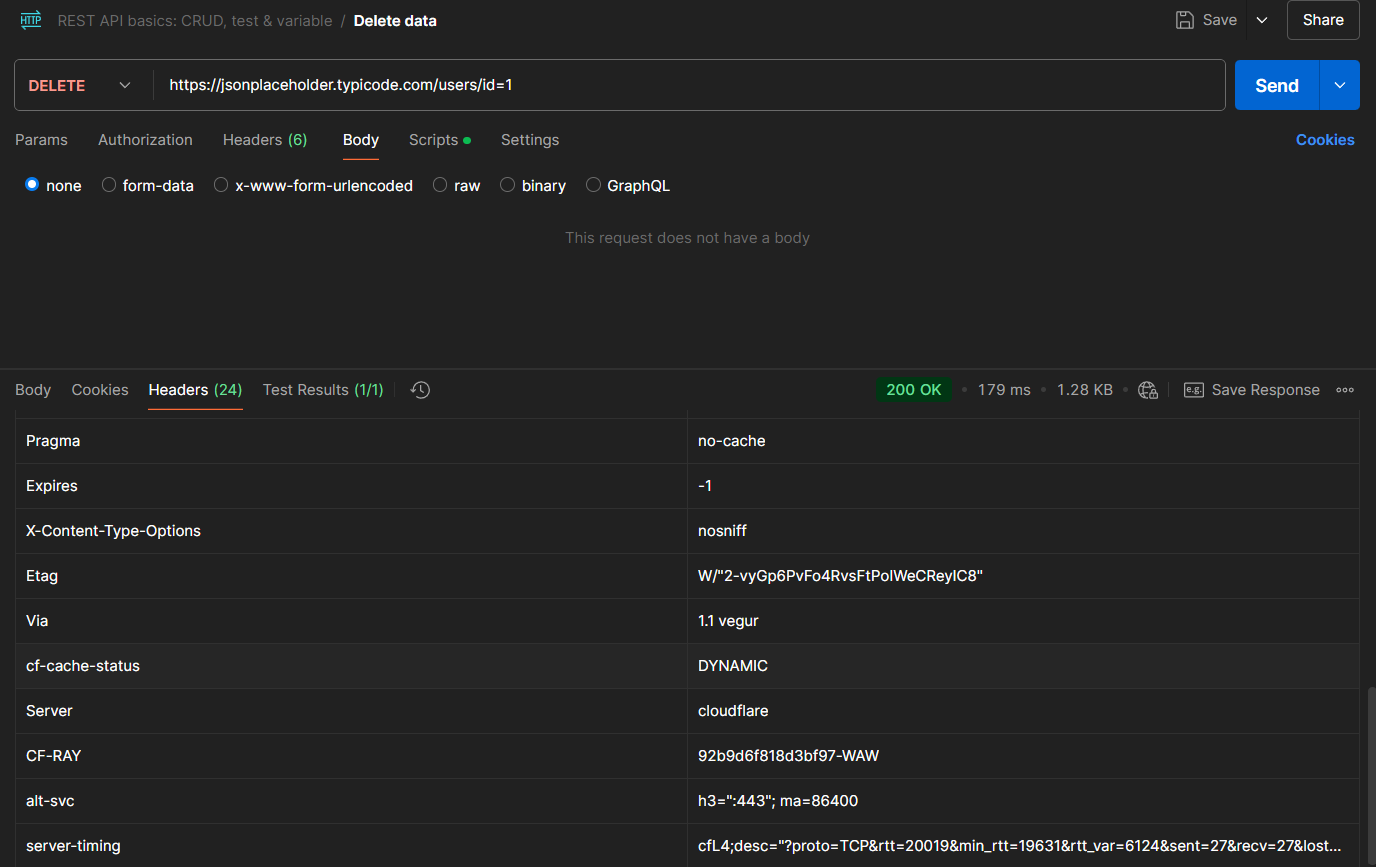 HTTP REST API basics: CRUD, test & variable / Delete data Save Share
DELETE https://jsonplaceholder.typicode.com/users/id=1 Send
Params Authorization Headers (6) Body Scripts Settings Cookies
none form-data x-www-form-urlencoded raw binary GraphQL
This request does not have a body
Body Cookies Headers (24) Test Results (1/1) 200 OK 179 ms 1.28 KB e.g. Save Response
Pragma no-cache
Expires -1
X-Content-Type-Options nosniff
Etag W/"2-vyGp6PvFo4RvsFtPoIWeCReyIC8"
Via 1.1 vegur
cf-cache-status DYNAMIC
Server cloudflare
CF-RAY 92b9d6f818d3bf97-WAW
alt-svc h3=":443"; ma=86400
server-timing cfL4;desc="?proto=TCP&rtt=20019&min_rtt=19631&rtt_var=6124&sent=27&recv=27&lost...